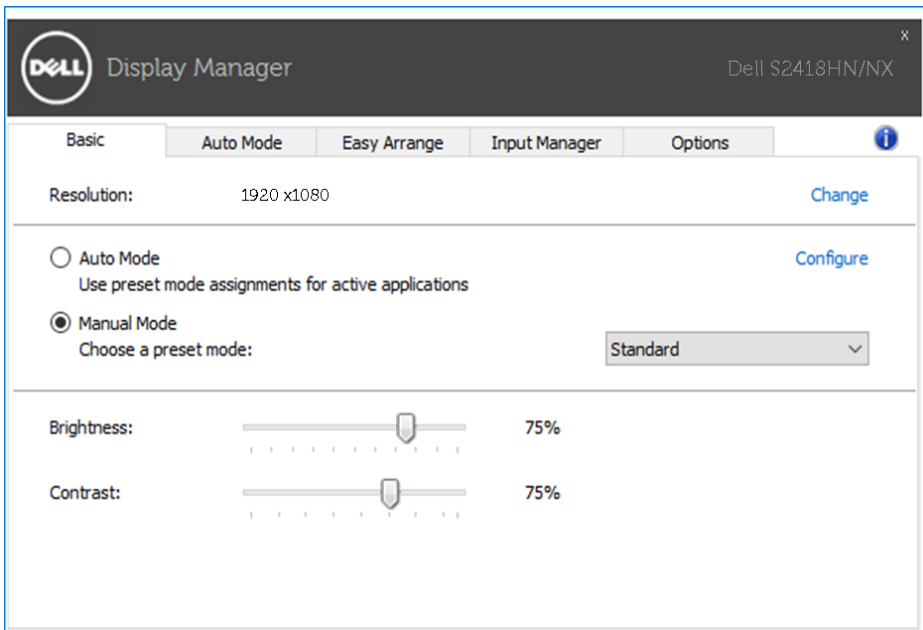 x
DELL Display Manager Dell S2418HN/NX
Basic Auto Mode Easy Arrange Input Manager Options i
Resolution: 1920 x1080 Change
Auto Mode Configure
Use preset mode assignments for active applications
Manual Mode
Choose a preset mode: Standard
Brightness: 75%
Contrast: 75%